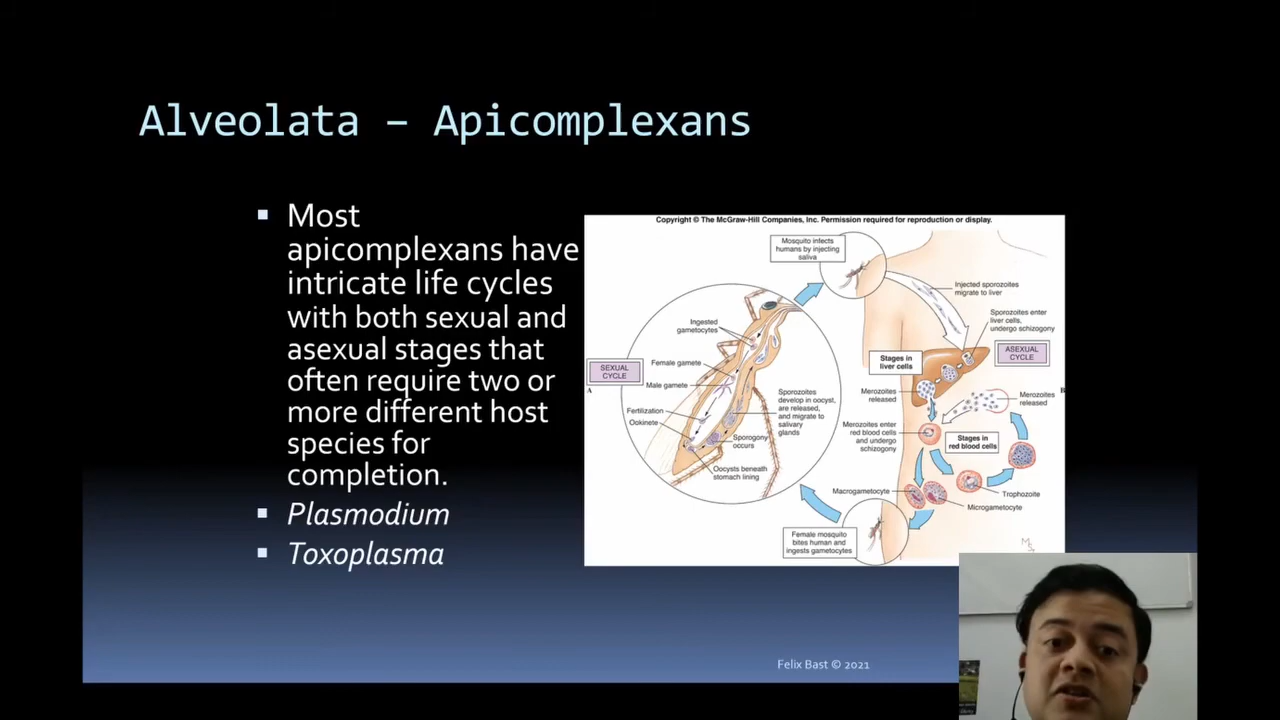 Alveolata – Apicomplexans
▪ Most
apicomplexans have
intricate life cycles
with both sexual and
asexual stages that
often require two or
more different host
species for
completion.
▪ Plasmodium
▪ Toxoplasma
Copyright © The McGraw-Hill Companies, Inc. Permission required for reproduction or display.
Mosquito infects
humans by injecting
saliva
Injected sporozoites
migrate to liver
Sporozoites enter
liver cells,
undergo schizogony
ASEXUAL
CYCLE
Stages in
liver cells
Merozoites
released
Merozoites
released
B
Merozoites enter
red blood cells
and undergo
schizogony
Stages in
red blood cells
Trophozoite
Macrogametocyte
Microgametocyte
Female mosquito
bites human and
ingests gametocytes
Ingested
gametocytes
Female gamete
SEXUAL
CYCLE
A
Male gamete
Fertilization
Ookinete
Sporozoites
develop in oocyst,
are released,
and migrate to
salivary
glands
Sporogony
occurs
Oocysts beneath
stomach lining
Felix Bast © 2021